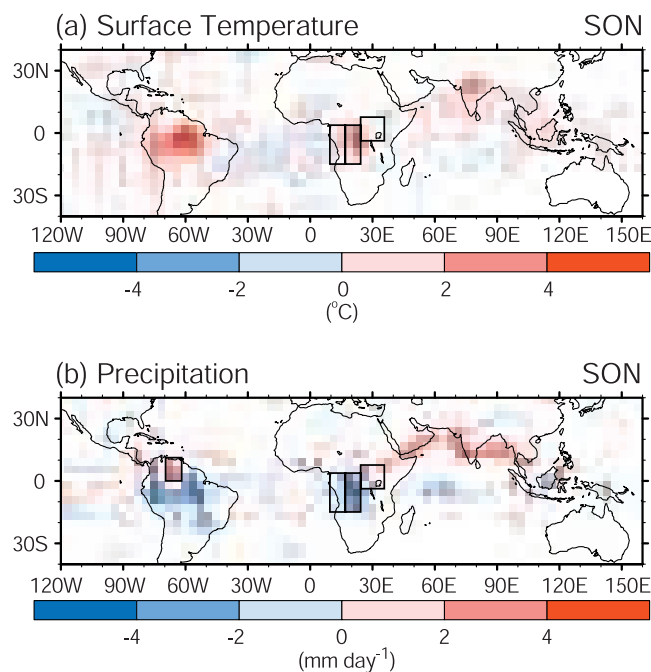 (a) Surface Temperature SON
30N
0
30S
120W 90W 60W 30W 0 30E 60E 90E 120E 150E
-4 -2 0 2 4
(°C)
(b) Precipitation SON
30N
0
30S
120W 90W 60W 30W 0 30E 60E 90E 120E 150E
-4 -2 0 2 4
(mm day⁻¹)